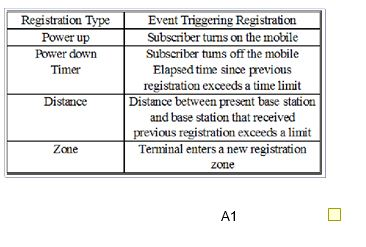 Registration Type Event Triggering Registration
Power up Subscriber turns on the mobile
Power down Subscriber turns off the mobile
Timer Elapsed time since previous
registration exceeds a time limit
Distance Distance between present base station
and base station that received
previous registration exceeds a limit
Zone Terminal enters a new registration
zone
A1